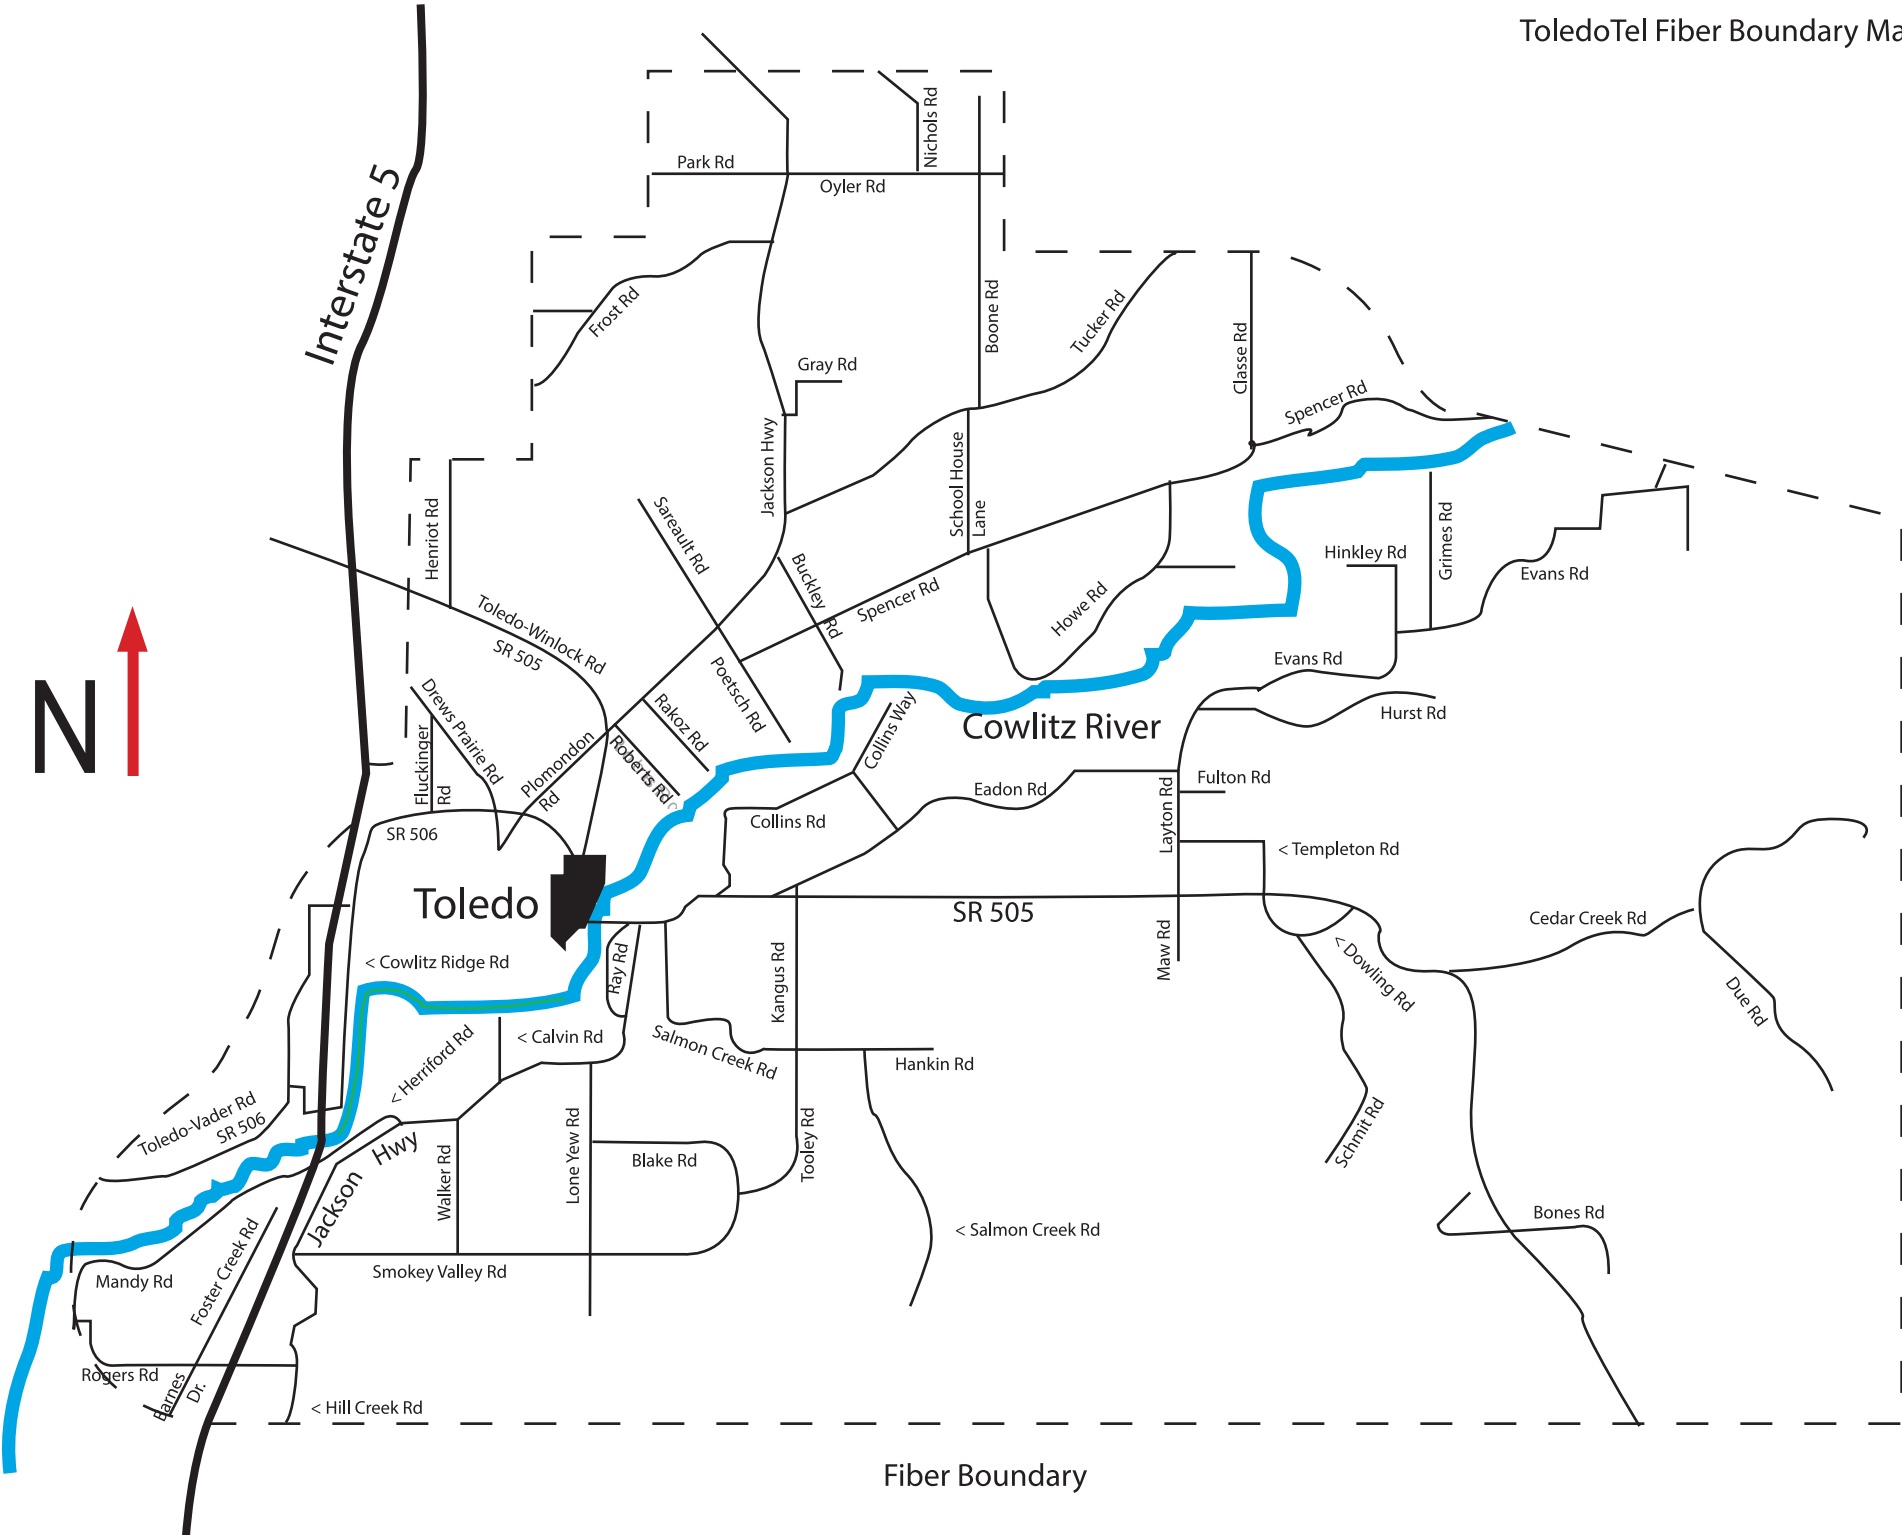 ToledoTel Fiber Boundary Ma
Nichols Rd
Park Rd
Oyler Rd
Interstate 5
Frost Rd
Boone Rd
Tucker Rd
Classe Rd
Gray Rd
Spencer Rd
Jackson Hwy
School House
Lane
Henriot Rd
Sareault Rd
Buckley Rd
Spencer Rd
Howe Rd
Hinkley Rd
Grimes Rd
Evans Rd
Toledo-Winlock Rd
SR 505
Evans Rd
Hurst Rd
N
Drews Prairie Rd
Fluckinger
Rd
Plomondon
Rd
Roberts Rd
Rakoz Rd
Poetsch Rd
Collins Way
Cowlitz River
SR 506
Collins Rd
Eadon Rd
Fulton Rd
Layton Rd
< Templeton Rd
Toledo
SR 505
Maw Rd
Cedar Creek Rd
< Dowling Rd
Due Rd
< Cowlitz Ridge Rd
Ray Rd
Kangus Rd
< Herriford Rd
< Calvin Rd
Salmon Creek Rd
Hankin Rd
Toledo-Vader Rd
SR 506
Jackson Hwy
Walker Rd
Lone Yew Rd
Blake Rd
Tooley Rd
Schmit Rd
< Salmon Creek Rd
Bones Rd
Mandy Rd
Foster Creek Rd
Smokey Valley Rd
Rogers Rd
Barnes
Dr.
< Hill Creek Rd
Fiber Boundary